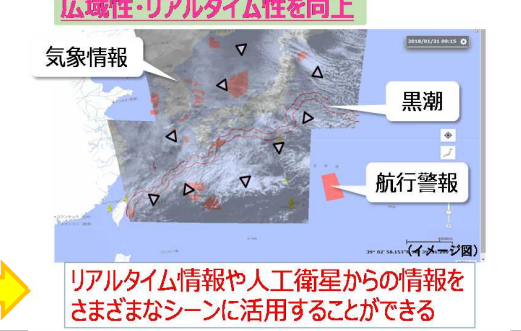 広域性・リアルタイム性を向上
2018/01/31 09:15
気象情報
黒潮
航行警報
(イメージ図)
リアルタイム情報や人工衛星からの情報を
さまざまなシーンに活用することができる